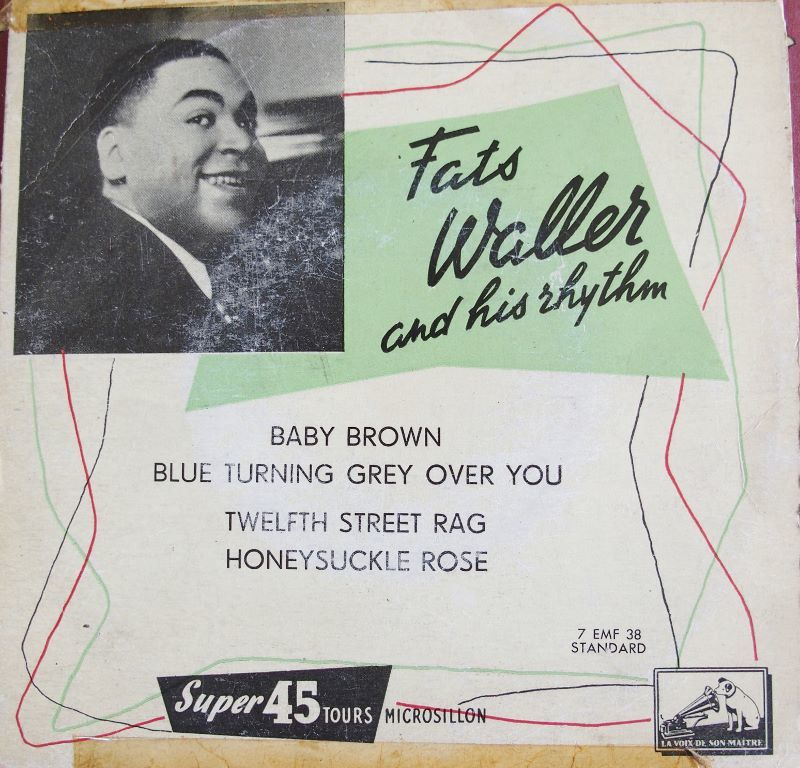 Fats
Waller
and his rhythm
BABY BROWN
BLUE TURNING GREY OVER YOU
TWELFTH STREET RAG
HONEYSUCKLE ROSE
7 EMF 38
STANDARD
Super 45 TOURS MICROSILLON
LA VOIX DE SON MAÎTRE